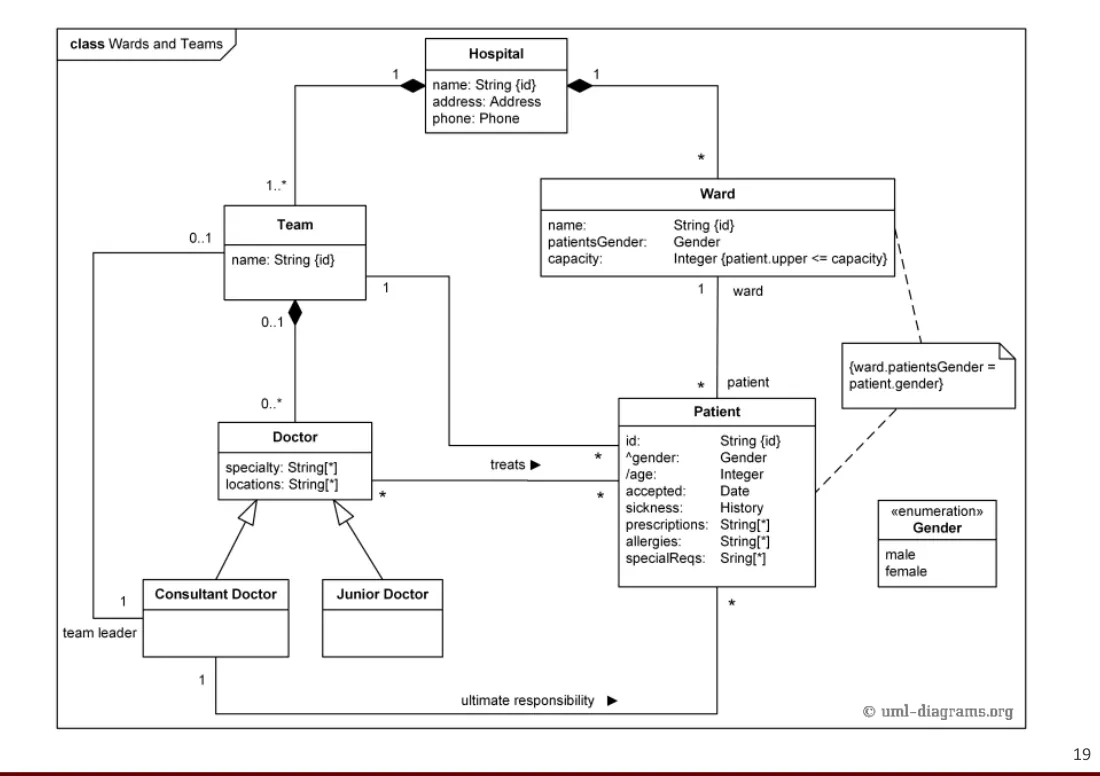 class Wards and Teams
Hospital
name: String {id}
address: Address
phone: Phone
1
1
1..*
*
Team
name: String {id}
Ward
name: String {id}
patientsGender: Gender
capacity: Integer {patient.upper <= capacity}
0..1
1
0..1
0..*
1
ward
*
patient
{ward.patientsGender =
patient.gender}
Doctor
specialty: String[*]
locations: String[*]
treats ►
*
*
*
Patient
id: String {id}
^gender: Gender
/age: Integer
accepted: Date
sickness: History
prescriptions: String[*]
allergies: String[*]
specialReqs: Sring[*]
«enumeration»
Gender
male
female
Consultant Doctor
Junior Doctor
1
team leader
1
*
ultimate responsibility ►
© uml-diagrams.org
19